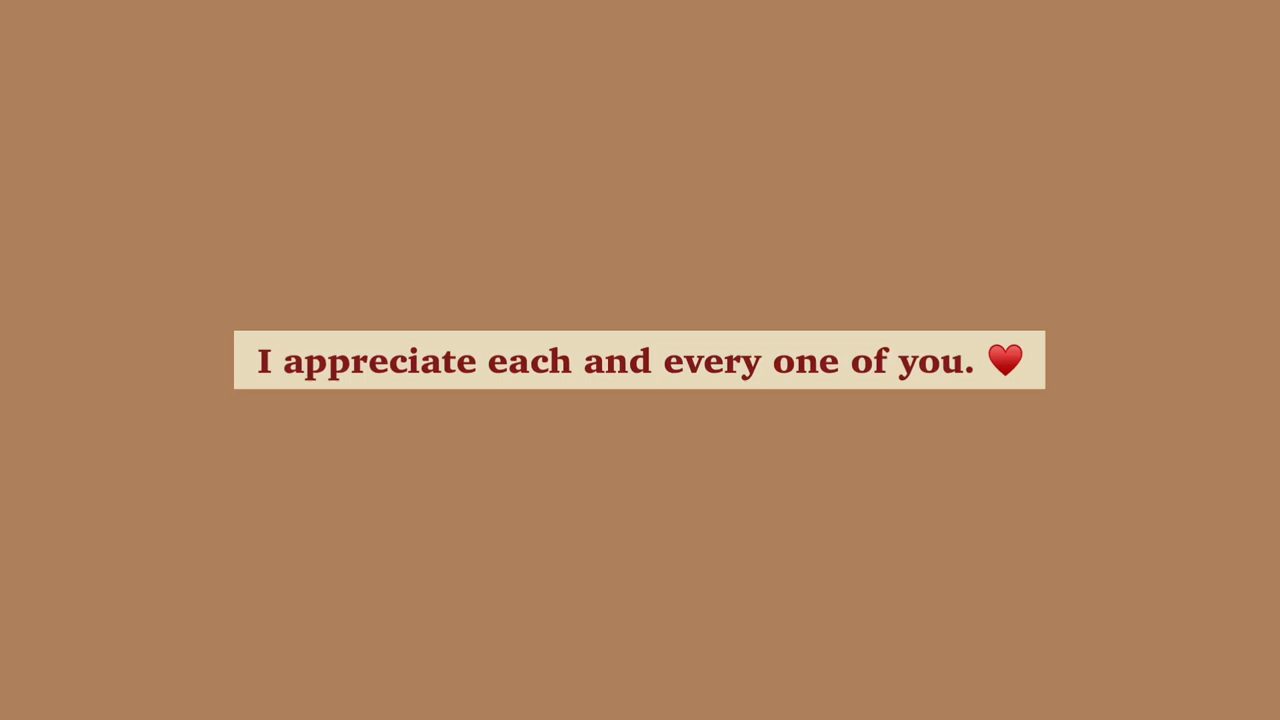 I appreciate each and every one of you. ♥️